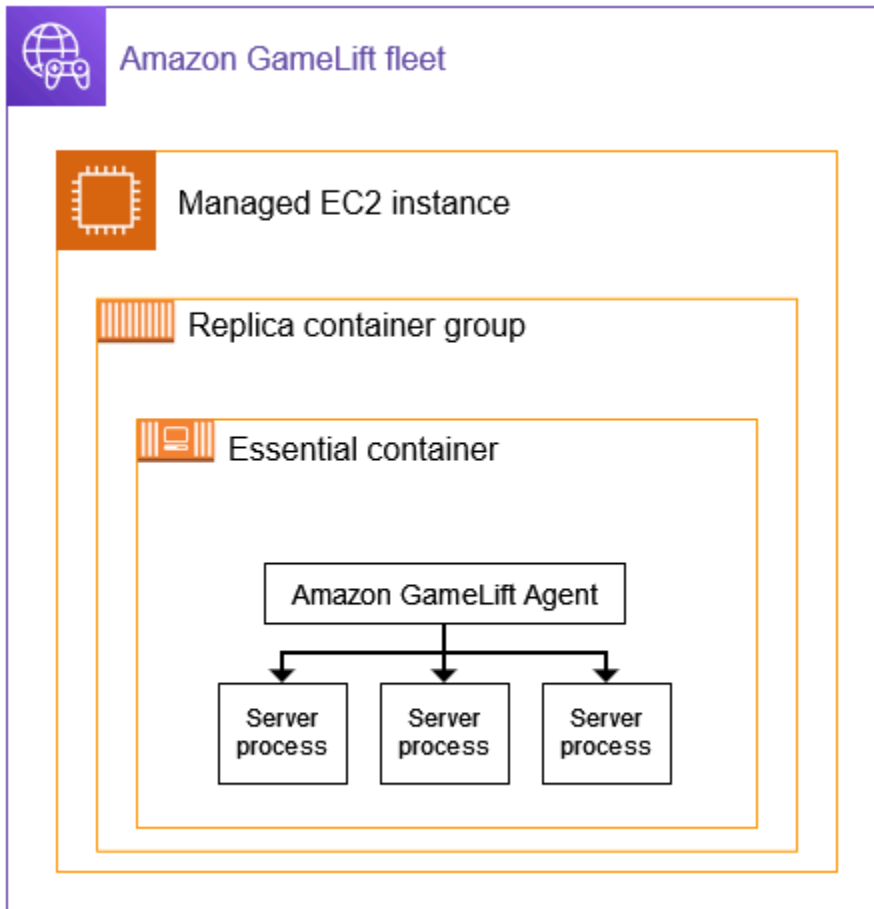 Amazon GameLift fleet
Managed EC2 instance
Replica container group
Essential container
Amazon GameLift Agent
Server
process
Server
process
Server
process